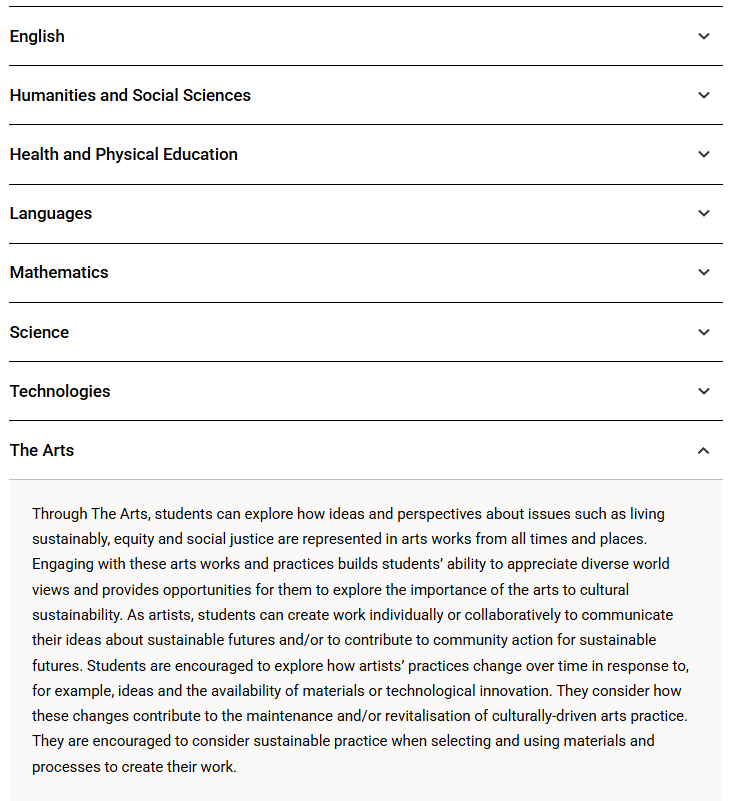 English
Humanities and Social Sciences
Health and Physical Education
Languages
Mathematics
Science
Technologies
The Arts
Through The Arts, students can explore how ideas and perspectives about issues such as living
sustainably, equity and social justice are represented in arts works from all times and places.
Engaging with these arts works and practices builds students’ ability to appreciate diverse world
views and provides opportunities for them to explore the importance of the arts to cultural
sustainability. As artists, students can create work individually or collaboratively to communicate
their ideas about sustainable futures and/or to contribute to community action for sustainable
futures. Students are encouraged to explore how artists’ practices change over time in response to,
for example, ideas and the availability of materials or technological innovation. They consider how
these changes contribute to the maintenance and/or revitalisation of culturally-driven arts practice.
They are encouraged to consider sustainable practice when selecting and using materials and
processes to create their work.